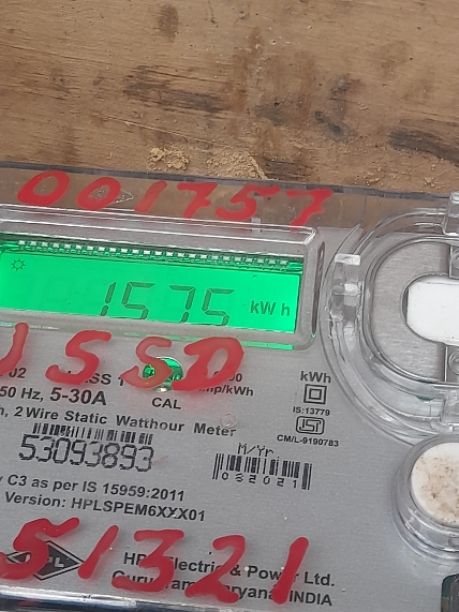 001757
1575 kWh
SSD
kWh
50 Hz, 5-30A
CAL
IS:13779
2 Wire Static Watthour Meter
CM/L-9190783
53093893
M/Yr
032021
C3 as per IS 15959:2011
Version: HPLSPEM6XXX01
51321
Electric & Power Ltd.
INDIA